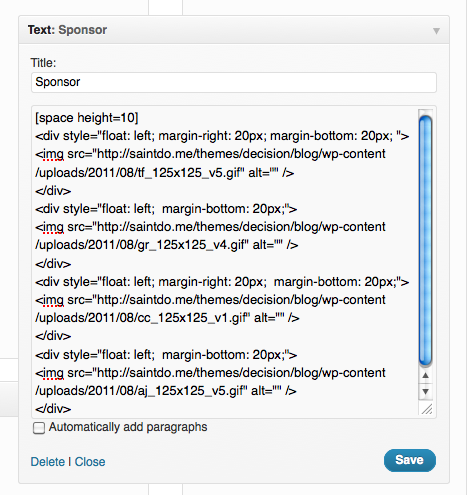 Text: Sponsor
Title:
Sponsor
[space height=10]
<div style="float: left; margin-right: 20px; margin-bottom: 20px; ">
<img src="http://saintdo.me/themes/decision/blog/wp-content
/uploads/2011/08/tf_125x125_v5.gif" alt="" />
</div>
<div style="float: left;  margin-bottom: 20px;">
<img src="http://saintdo.me/themes/decision/blog/wp-content
/uploads/2011/08/gr_125x125_v4.gif" alt="" />
</div>
<div style="float: left; margin-right: 20px;  margin-bottom: 20px;">
<img src="http://saintdo.me/themes/decision/blog/wp-content
/uploads/2011/08/cc_125x125_v1.gif" alt="" />
</div>
<div style="float: left;  margin-bottom: 20px;">
<img src="http://saintdo.me/themes/decision/blog/wp-content
/uploads/2011/08/aj_125x125_v5.gif" alt="" />
</div>
Automatically add paragraphs
Delete | Close
Save